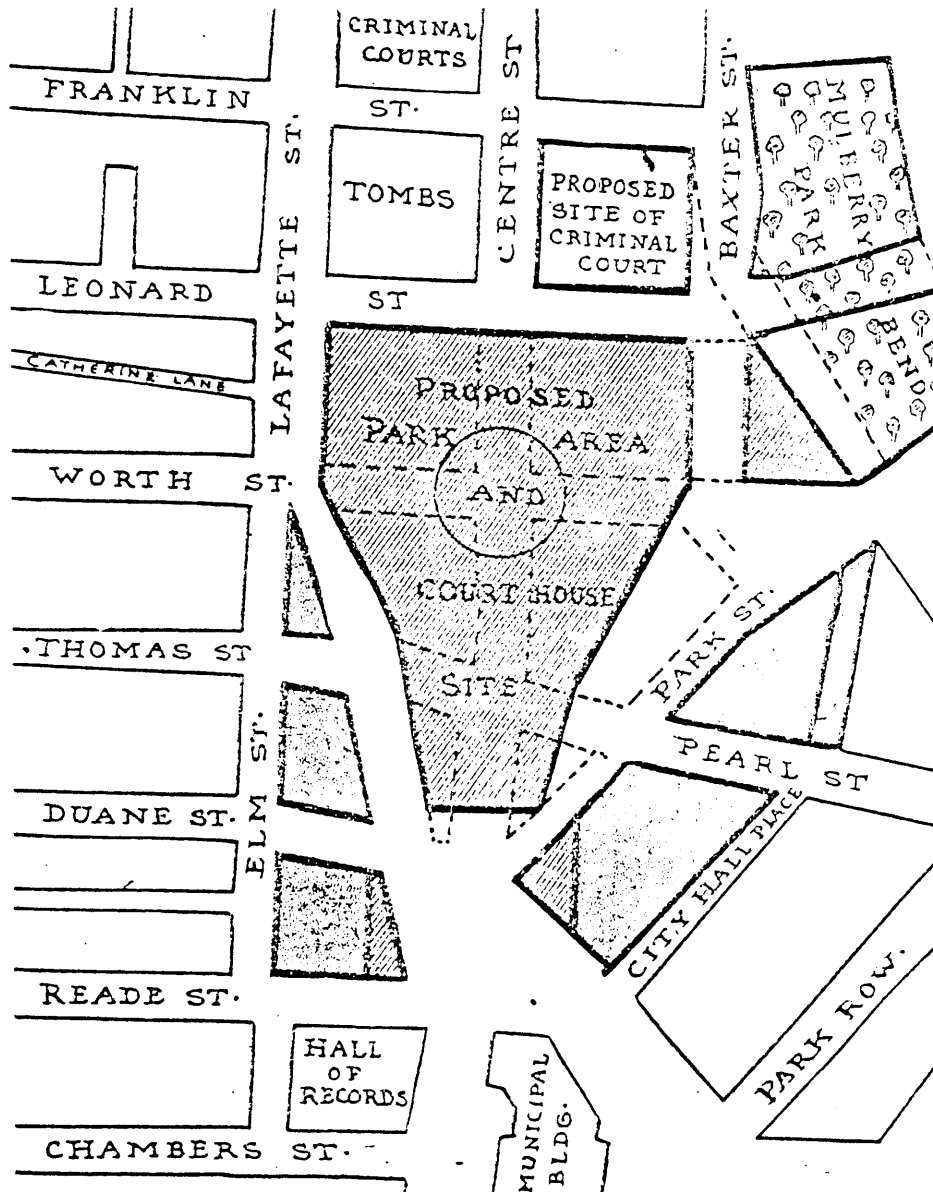 CRIMINAL
COURTS
FRANKLIN ST.
CENTRE ST
BAXTER ST.
MULBERRY
PARK
LAFAYETTE ST.
TOMBS
PROPOSED
SITE OF
CRIMINAL
COURT
LEONARD ST
BEND
CATHERINE LANE
PROPOSED
PARK AREA
AND
COURT HOUSE
SITE
WORTH ST.
THOMAS ST
PARK ST.
ELM ST.
PEARL ST
DUANE ST.
CITY HALL PLACE
READE ST.
PARK ROW.
HALL
OF
RECORDS
MUNICIPAL
BLDG.
CHAMBERS ST.